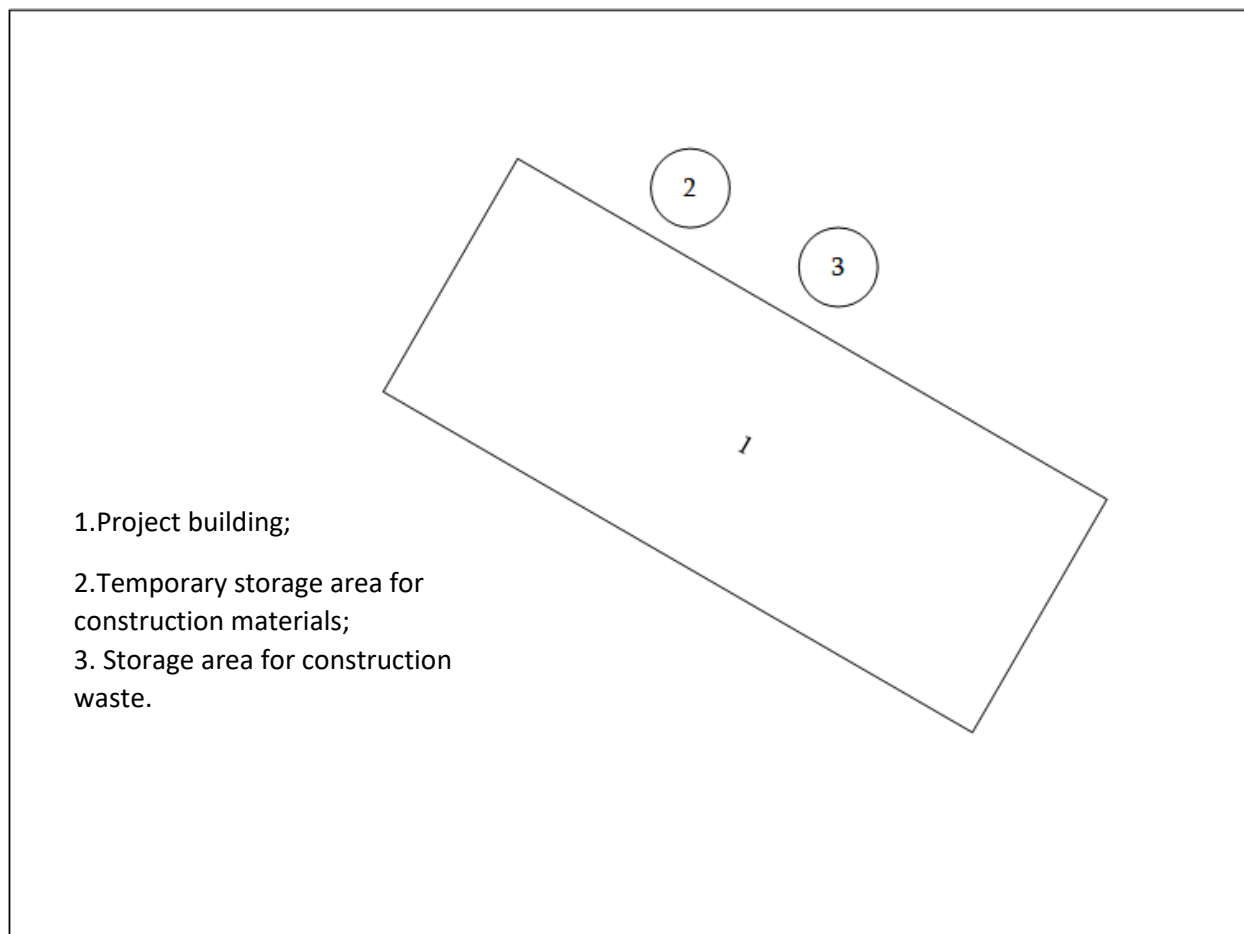 2
3
1
1.Project building;
2.Temporary storage area for
construction materials;
3. Storage area for construction
waste.